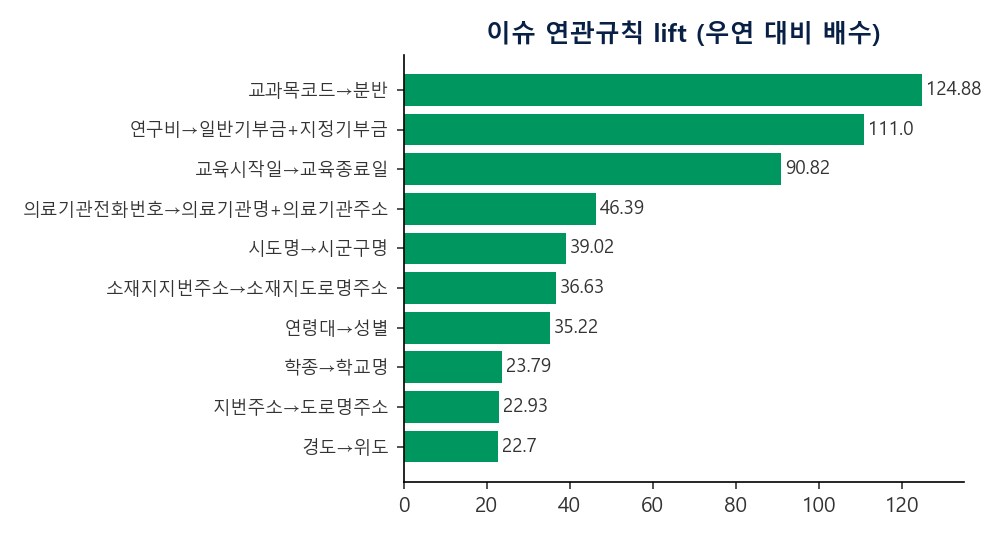 이슈 연관규칙 lift (우연 대비 배수)
교과목코드→분반 124.88
연구비→일반기부금+지정기부금 111.0
교육시작일→교육종료일 90.82
의료기관전화번호→의료기관명+의료기관주소 46.39
시도명→시군구명 39.02
소재지지번주소→소재지도로명주소 36.63
연령대→성별 35.22
학종→학교명 23.79
지번주소→도로명주소 22.93
경도→위도 22.7
0 20 40 60 80 100 120